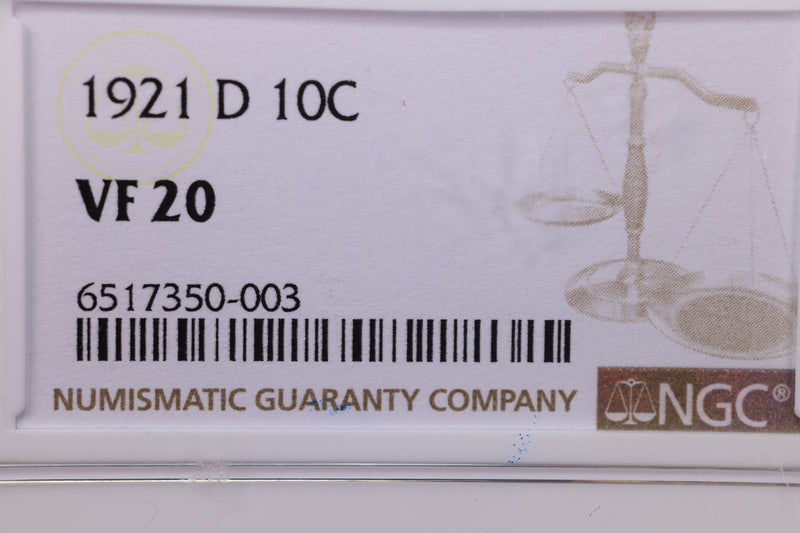 1921 D 10C
VF 20
6517350-003
NUMISMATIC GUARANTY COMPANY
NGC®